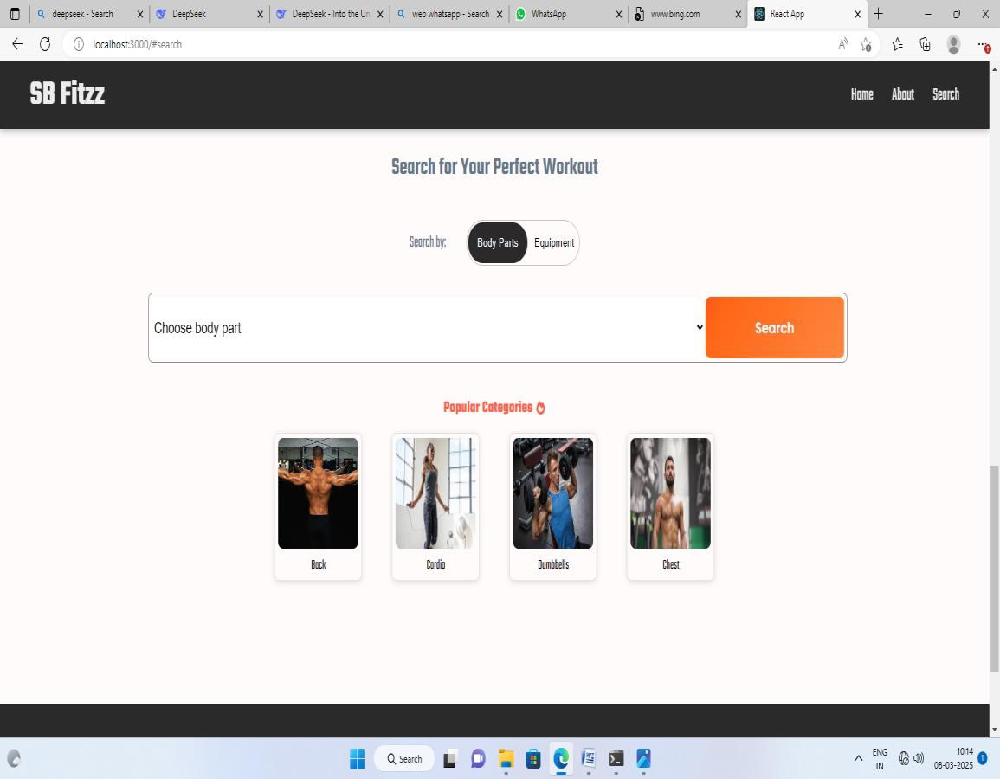 deepseek - Search
DeepSeek
DeepSeek - Into the Un
web whatsapp - Search
WhatsApp
www.bing.com
React App
localhost:3000/#search
SB Fitzz
Home About Search
Search for Your Perfect Workout
Search by: Body Parts Equipment
Choose body part
Search
Popular Categories
Back
Cardio
Dumbbells
Chest
Search
ENG
IN
10:14
08-03-2025
1